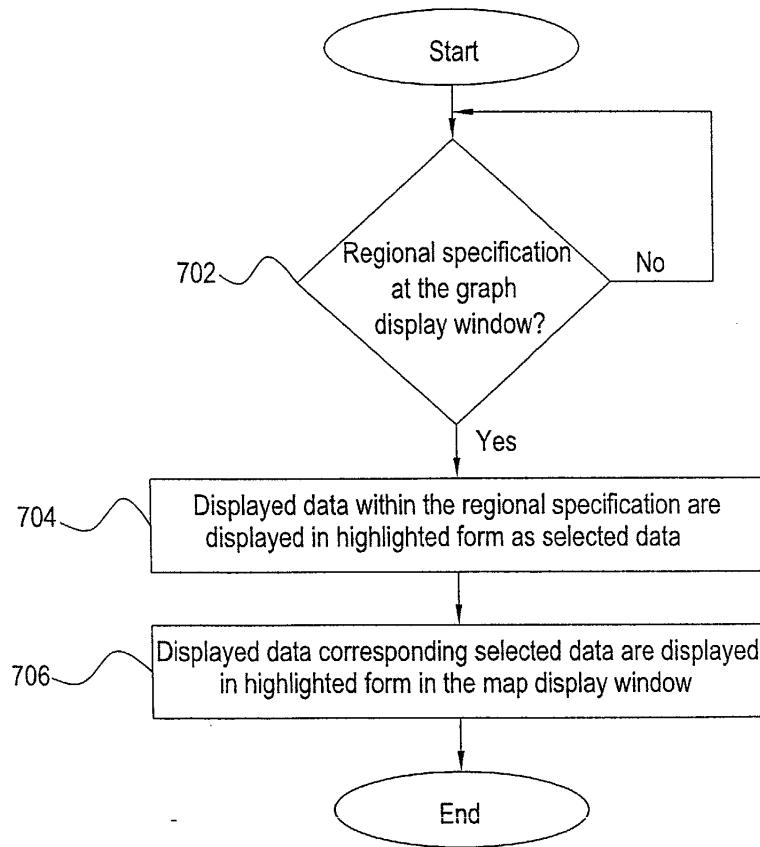 Start
Regional specification
at the graph
display window?
No
702
Yes
Displayed data within the regional specification are
displayed in highlighted form as selected data
704
Displayed data corresponding selected data are displayed
in highlighted form in the map display window
706
End